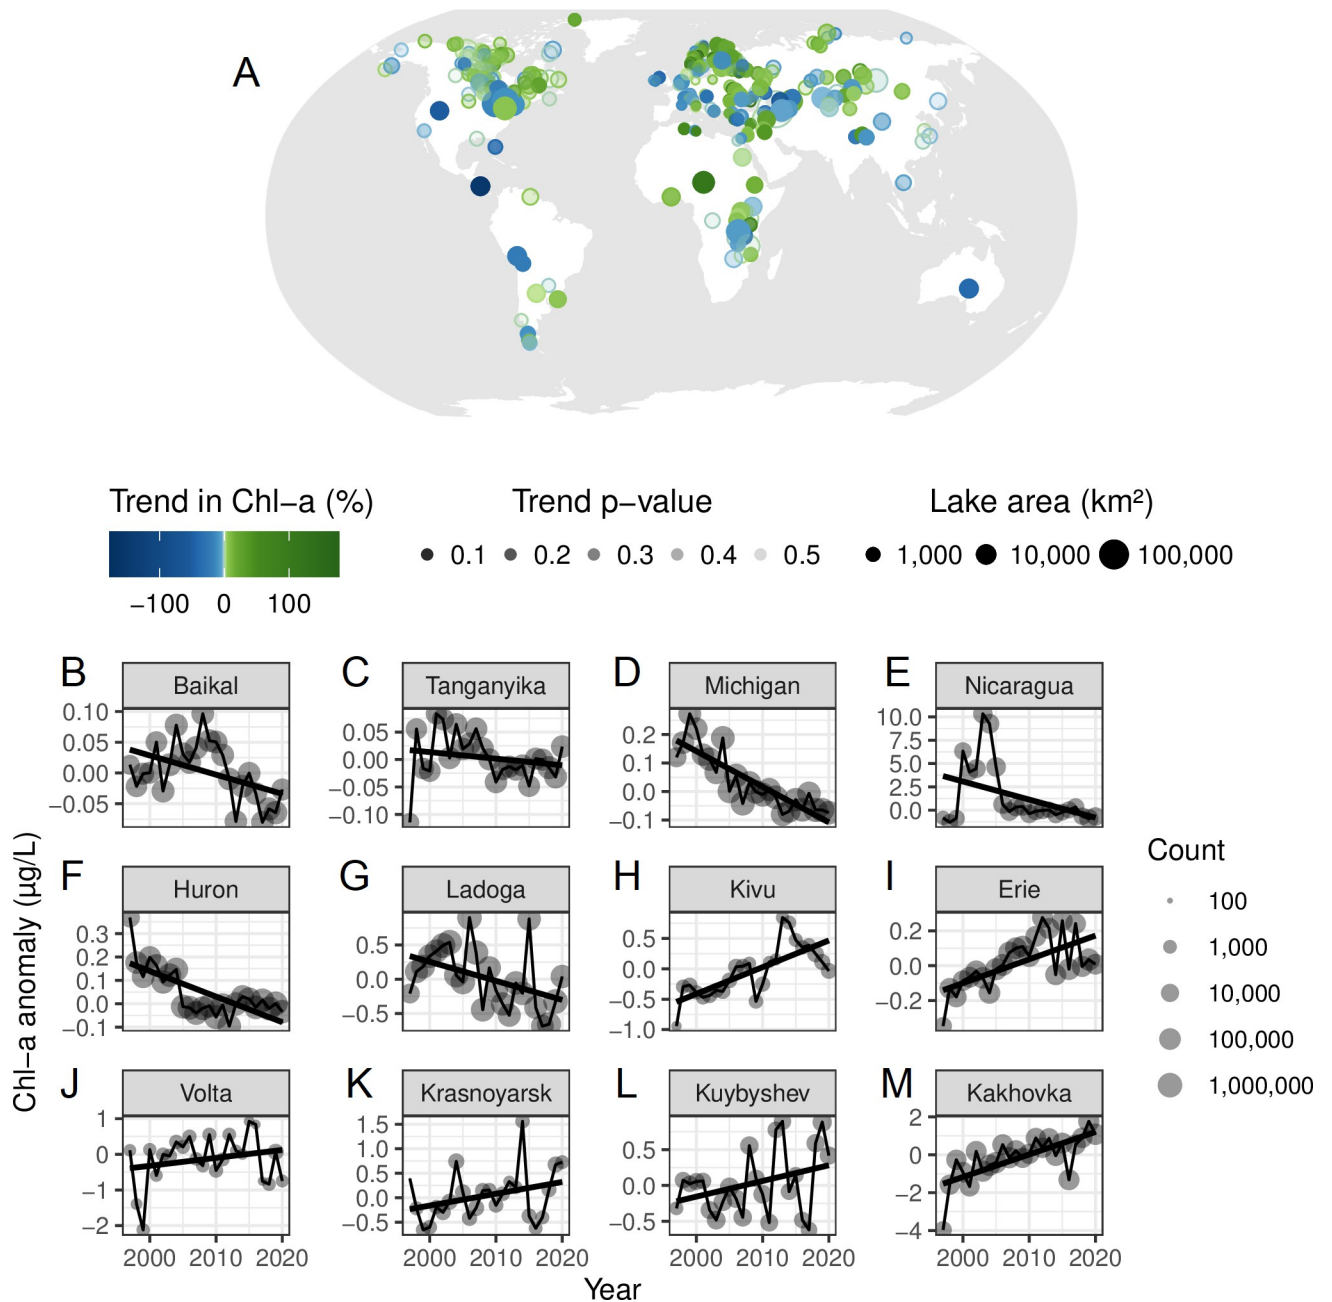 A
Trend in Chl−a (%)
−100 0 100
Trend p−value
0.1 0.2 0.3 0.4 0.5
Lake area (km²)
1,000 10,000 100,000
Chl−a anomaly (µg/L)
B
Baikal
0.10
0.05
0.00
−0.05
C
Tanganyika
0.05
0.00
−0.05
−0.10
D
Michigan
0.2
0.1
0.0
−0.1
E
Nicaragua
10.0
7.5
5.0
2.5
0.0
F
Huron
0.3
0.2
0.1
0.0
−0.1
G
Ladoga
0.5
0.0
−0.5
H
Kivu
0.5
0.0
−0.5
−1.0
I
Erie
0.2
0.0
−0.2
J
Volta
1
0
−1
−2
2000 2010 2020
K
Krasnoyarsk
1.5
1.0
0.5
0.0
−0.5
2000 2010 2020
L
Kuybyshev
0.5
0.0
−0.5
2000 2010 2020
M
Kakhovka
2
0
−2
−4
2000 2010 2020
Year
Count
100
1,000
10,000
100,000
1,000,000